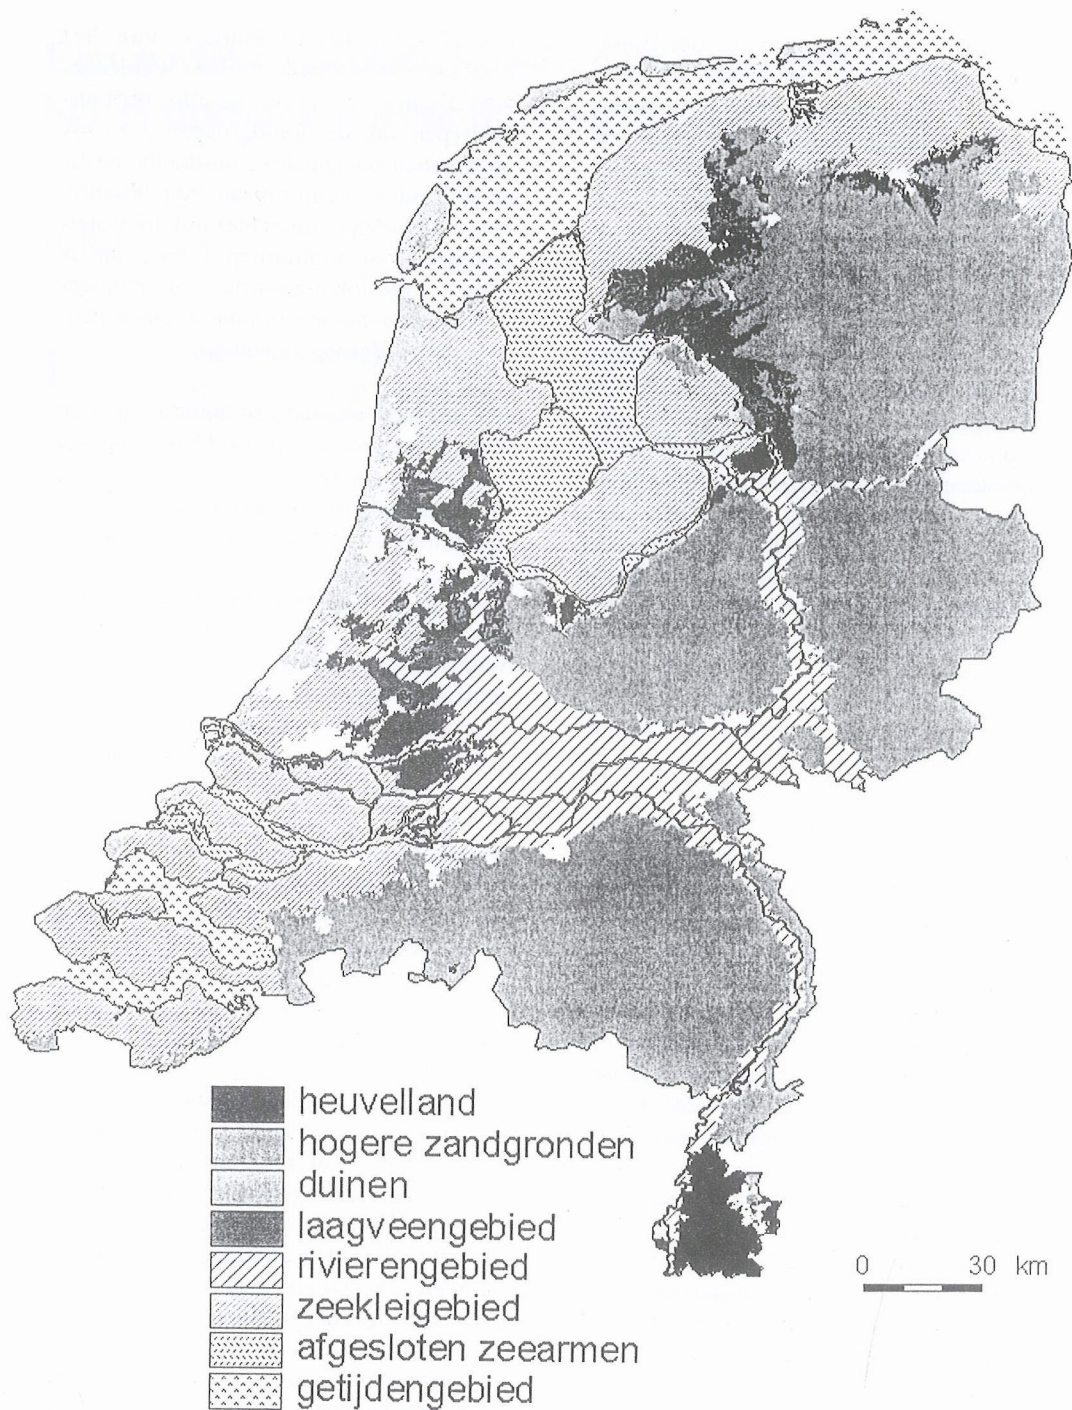 heuvelland
hogere zandgronden
duinen
laagveengebied
rivierengebied
zeekleigebied
afgesloten zeearmen
getijdengebied
0 30 km